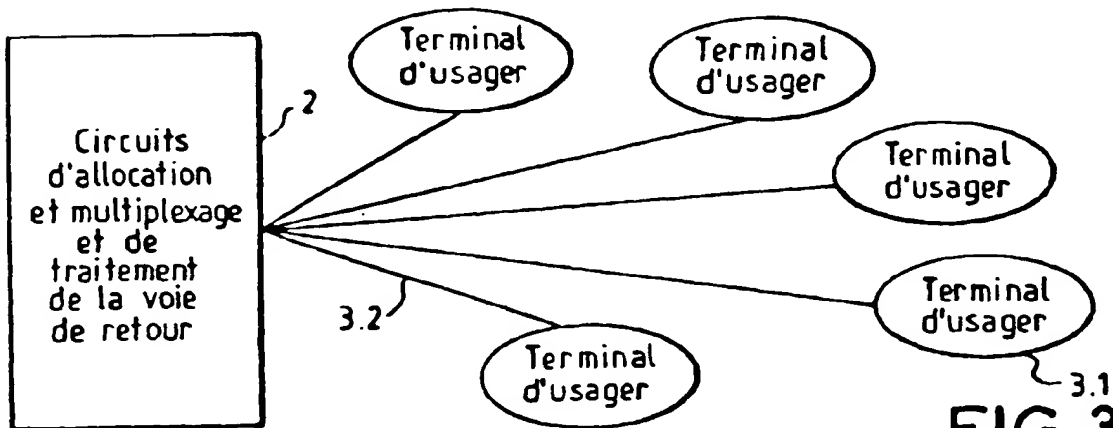 Circuits
d'allocation
et multiplexage
et de
traitement
de la voie
de retour
2
Terminal
d'usager
Terminal
d'usager
Terminal
d'usager
Terminal
d'usager
Terminal
d'usager
3.2
3.1
FIG. 3